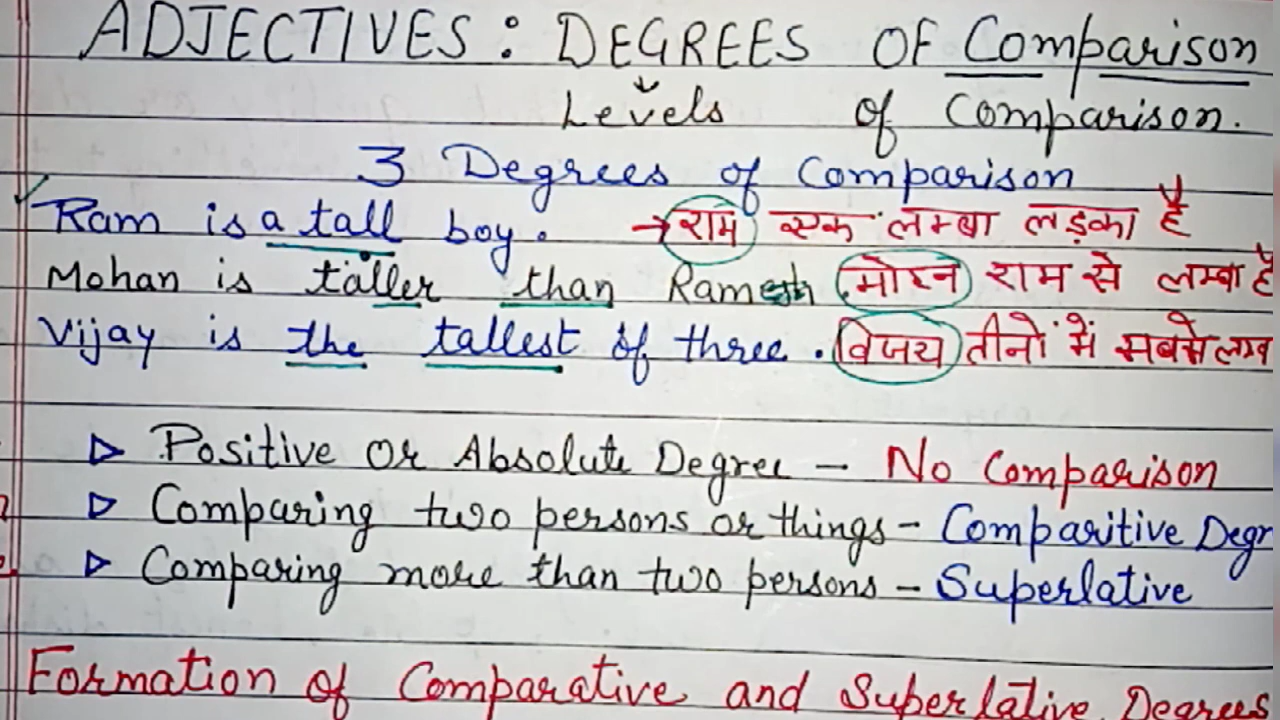 ADJECTIVES : DEGREES OF Comparison
Levels of Comparison.
3 Degrees of Comparison
Ram is a tall boy. → राम एक लम्बा लड़का है
Mohan is taller than Ram मोहन राम से लम्बा है
Vijay is the tallest of three. विजय तीनों में सबसे लम्ब
▷ Positive or Absolute Degree – No Comparison
▷ Comparing two persons or things – Comparitive Degr
▷ Comparing more than two persons – Superlative
Formation of Comparative and Superlative Degrees